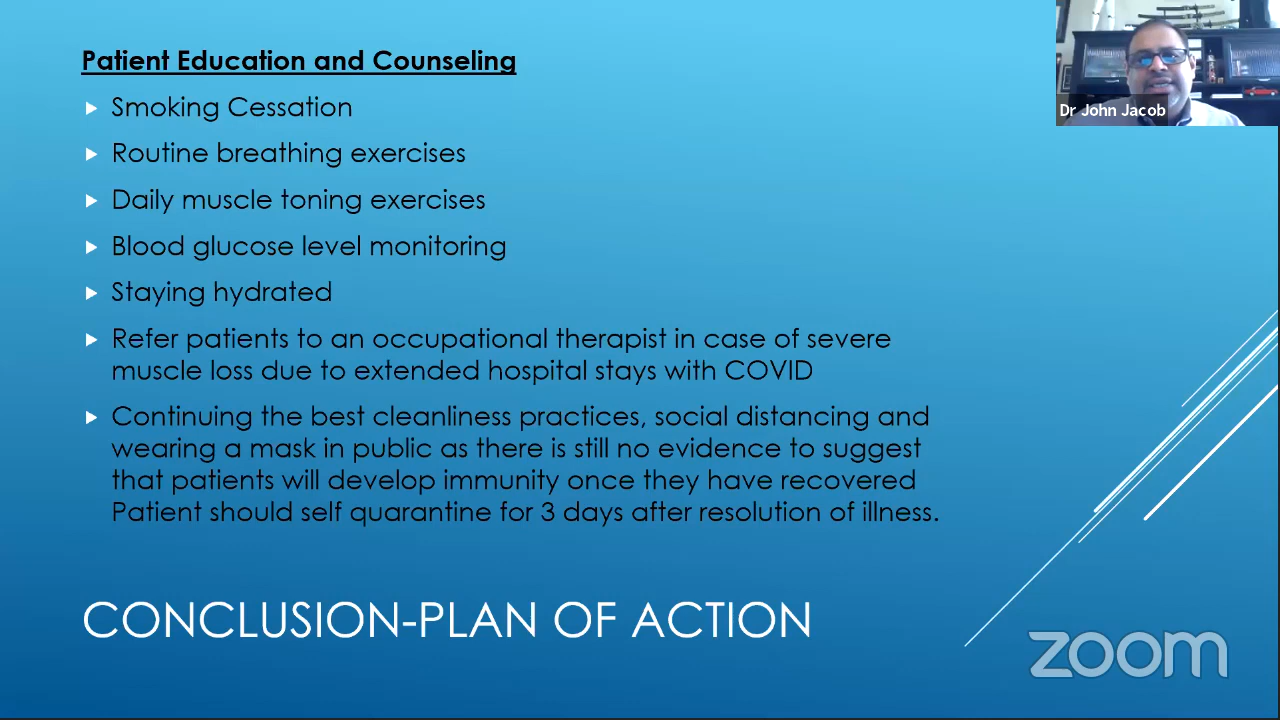 Patient Education and Counseling
Smoking Cessation
Routine breathing exercises
Daily muscle toning exercises
Blood glucose level monitoring
Staying hydrated
Refer patients to an occupational therapist in case of severe
muscle loss due to extended hospital stays with COVID
Continuing the best cleanliness practices, social distancing and
wearing a mask in public as there is still no evidence to suggest
that patients will develop immunity once they have recovered
Patient should self quarantine for 3 days after resolution of illness.
CONCLUSION-PLAN OF ACTION
Dr John Jacob
zoom